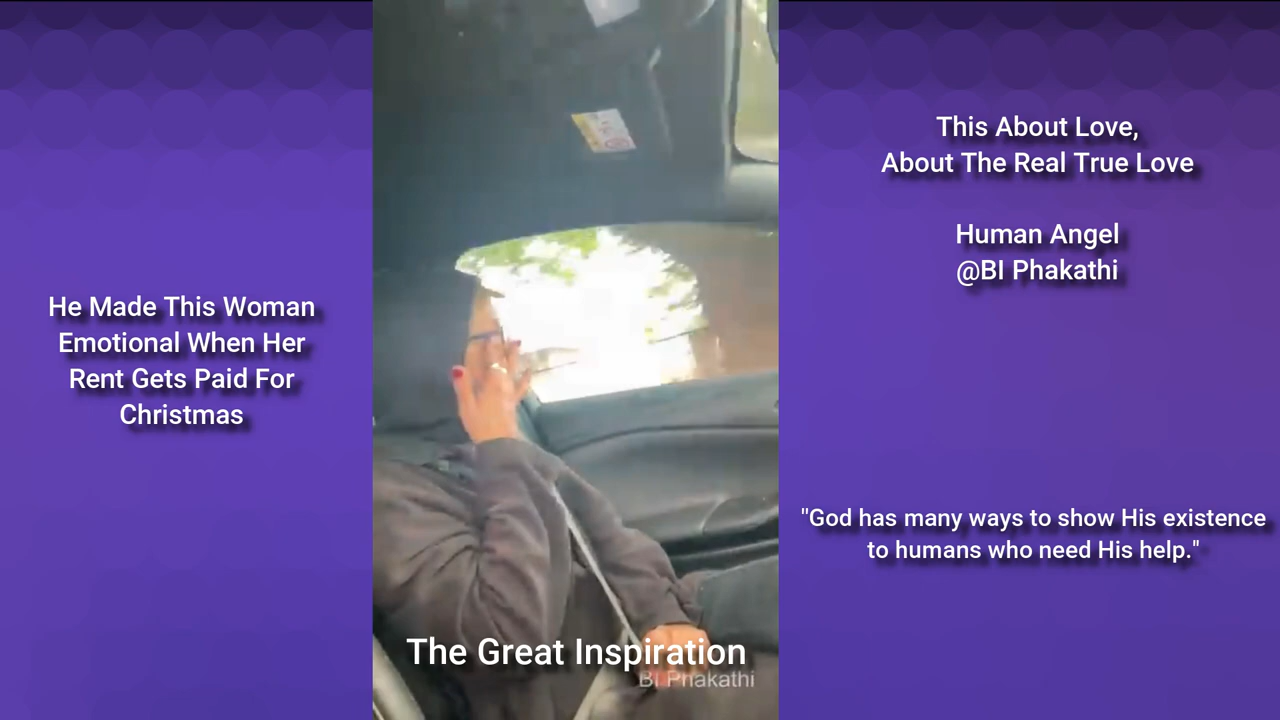 He Made This Woman
Emotional When Her
Rent Gets Paid For
Christmas
The Great Inspiration
BI Phakathi
This About Love,
About The Real True Love
Human Angel
@BI Phakathi
"God has many ways to show His existence
to humans who need His help."